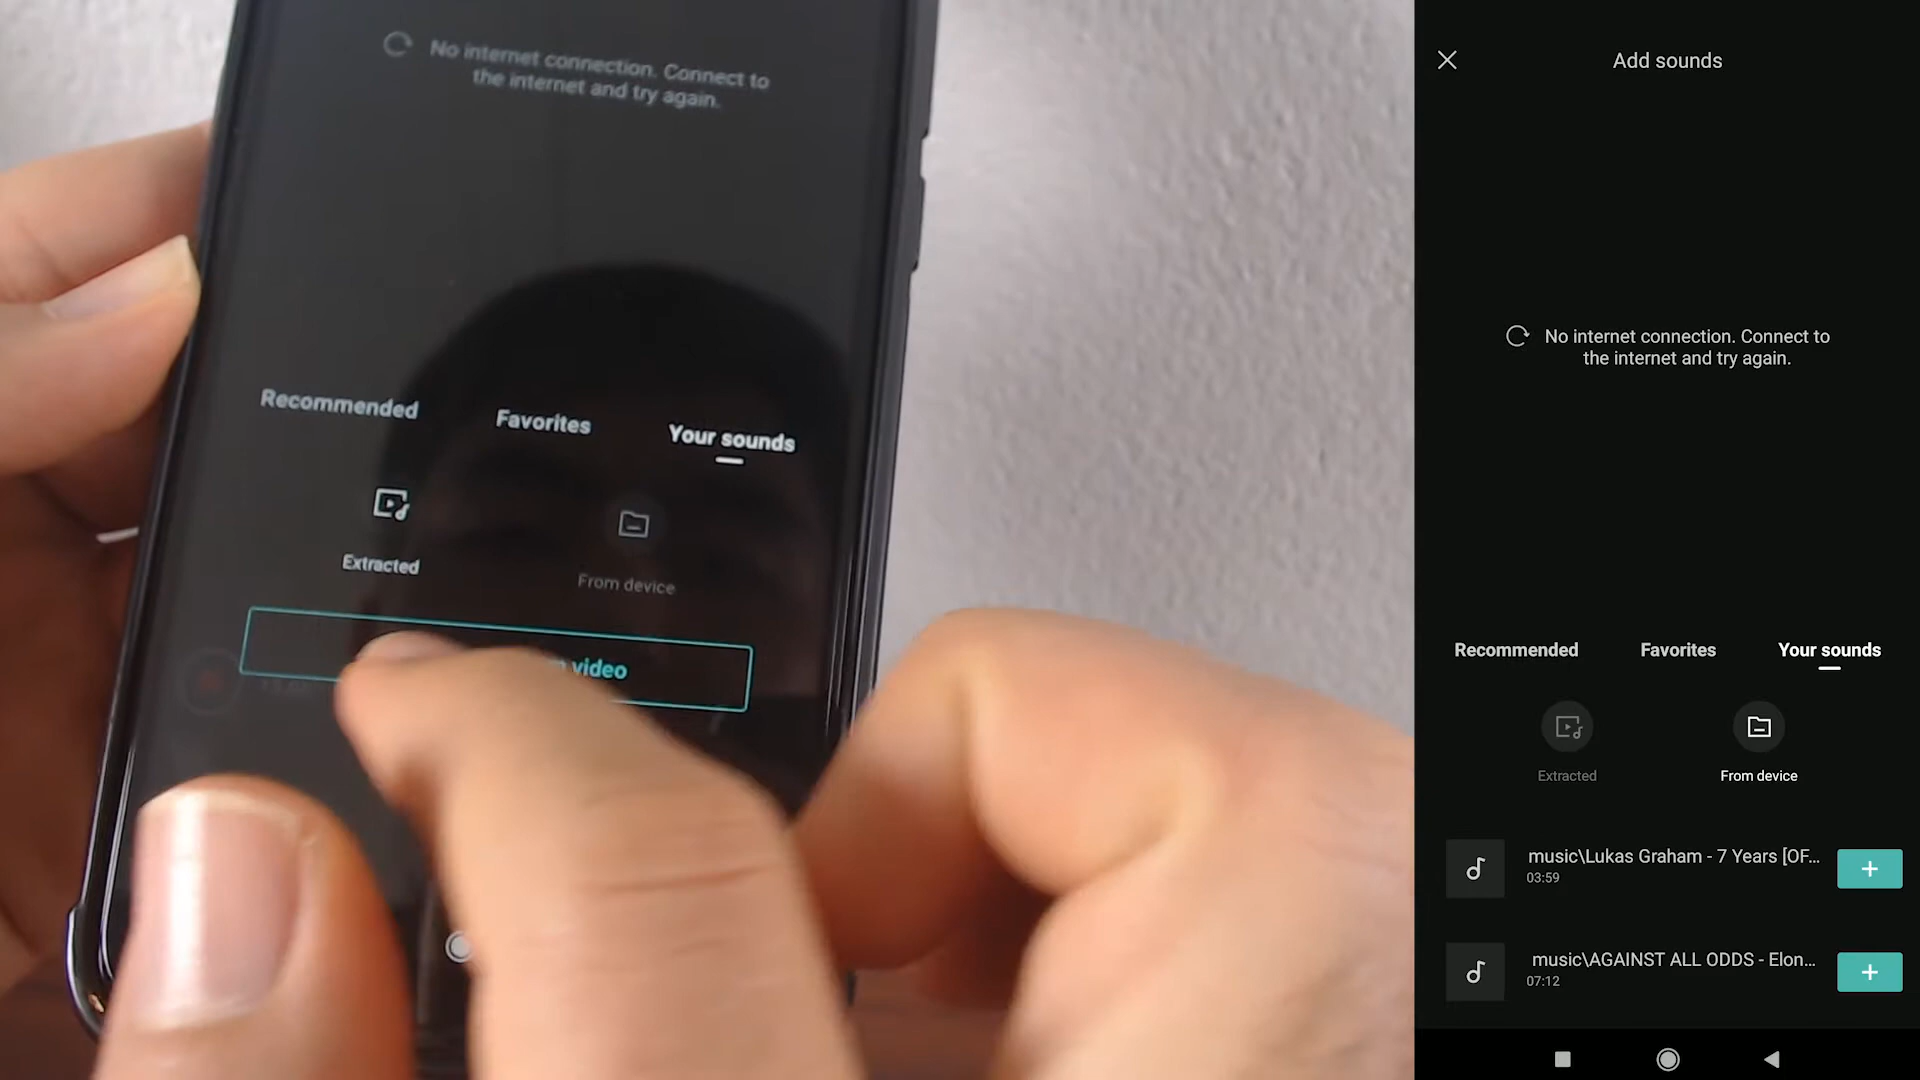 No internet connection. Connect to
the internet and try again.
Recommended
Favorites
Your sounds
Extracted
From device
video
Add sounds
No internet connection. Connect to
the internet and try again.
Recommended
Favorites
Your sounds
Extracted
From device
music\Lukas Graham - 7 Years [OF...
03:59
music\AGAINST ALL ODDS - Elon...
07:12